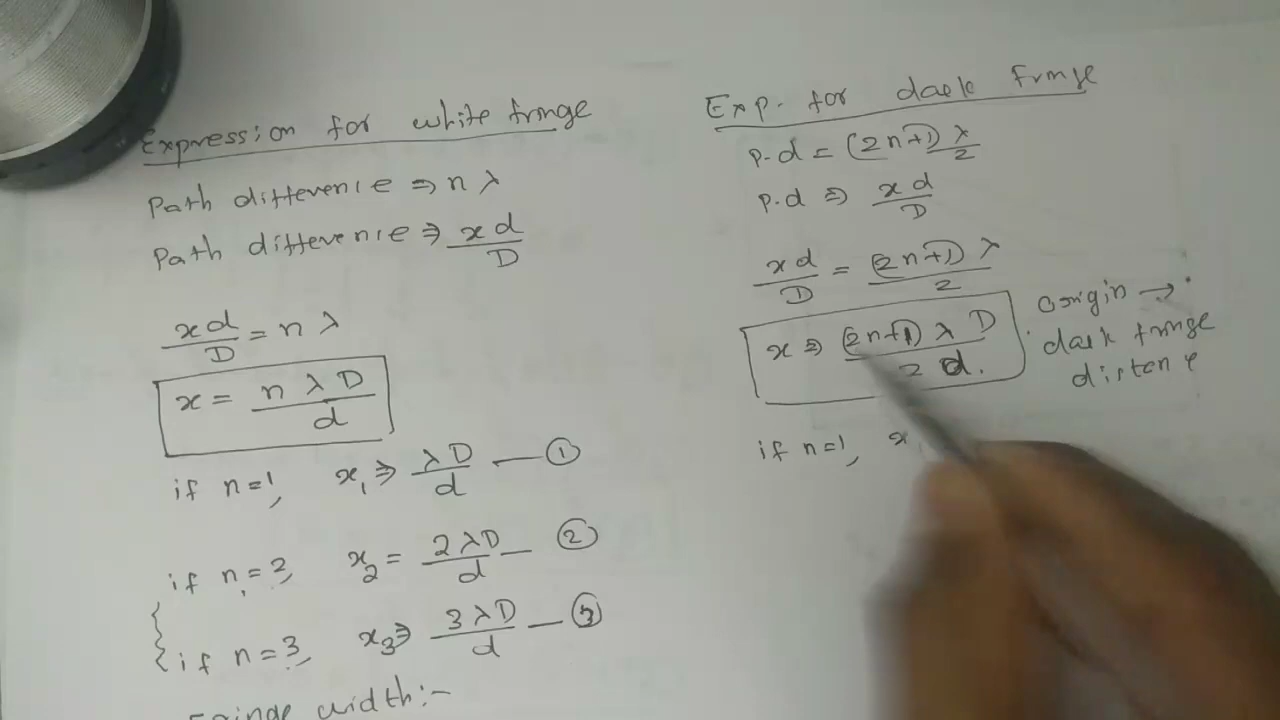 Expression for white fringe
Path difference ⇒ nλ
Path difference ⇒ xd/D
xd/D = nλ
x = nλD/d
if n=1, x₁ ⇒ λD/d — ①
if n=2, x₂ = 2λD/d — ②
if n=3, x₃ ⇒ 3λD/d — ③
Fringe width:-
Exp. for dark fringe
P.d = (2n+1) λ/2
P.d ⇒ xd/D
xd/D = (2n+1) λ/2
x ⇒ (2n+1) λ D/2d.
origin →
dark fringe
distance
if n=1, x